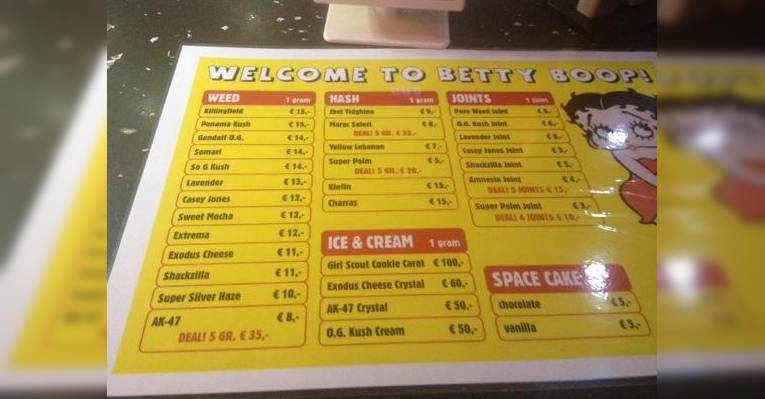 WELCOME TO BETTY BOOP!
WEED 1 gram
Killingfield € 15,-
Panama Kush € 15,-
Gandalf O.G. € 14,-
Somari € 14,-
So G Kush € 14,-
Lavender € 13,-
Casey Jones € 12,-
Sweet Mocha € 12,-
Extrema € 12,-
Exodus Cheese € 11,-
Shackzilla € 11,-
Super Silver Haze € 10,-
AK-47 € 8,-
DEAL! 5 GR. € 35,-
HASH 1 gram
Jbel Tidghine € 9,-
Maroc Select € 8,-
DEAL! 5 GR. € 35,-
Yellow Lebanon € 7,-
Super Polm € 5,-
DEAL! 5 GR. € 20,-
Kiefin € 15,-
Charras € 15,-
ICE & CREAM 1 gram
Girl Scout Cookie Carat € 100,-
Exodus Cheese Crystal € 60,-
AK-47 Crystal € 50,-
O.G. Kush Cream € 50,-
JOINTS 1 Joint
Pure Weed Joint € 5,-
O.G. Kush Joint € 6,-
Lavender Joint € 6,-
Casey Jones Joint € 5,-
Shackzilla Joint € 5,-
Amnesia Joint € 4,-
DEAL! 5 JOINTS € 15,-
Super Polm Joint € 3,-
DEAL! 4 JOINTS € 10,-
SPACE CAKE
chocolate € 5,-
vanilla € 5,-